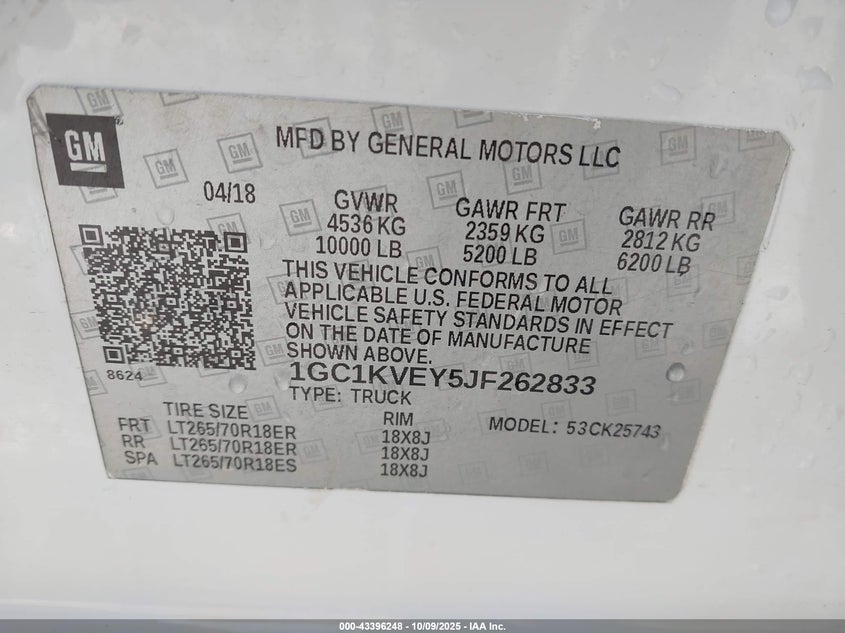 GM
MFD BY GENERAL MOTORS LLC
04/18
GVWR
4536 KG
10000 LB
GAWR FRT
2359 KG
5200 LB
GAWR RR
2812 KG
6200 LB
THIS VEHICLE CONFORMS TO ALL
APPLICABLE U.S. FEDERAL MOTOR
VEHICLE SAFETY STANDARDS IN EFFECT
ON THE DATE OF MANUFACTURE
SHOWN ABOVE.
8624
1GC1KVEY5JF262833
TYPE: TRUCK
TIRE SIZE RIM
FRT LT265/70R18ER 18X8J
RR LT265/70R18ER 18X8J
SPA LT265/70R18ES 18X8J
MODEL: 53CK25743
000-43396248 - 10/09/2025 - IAA Inc.